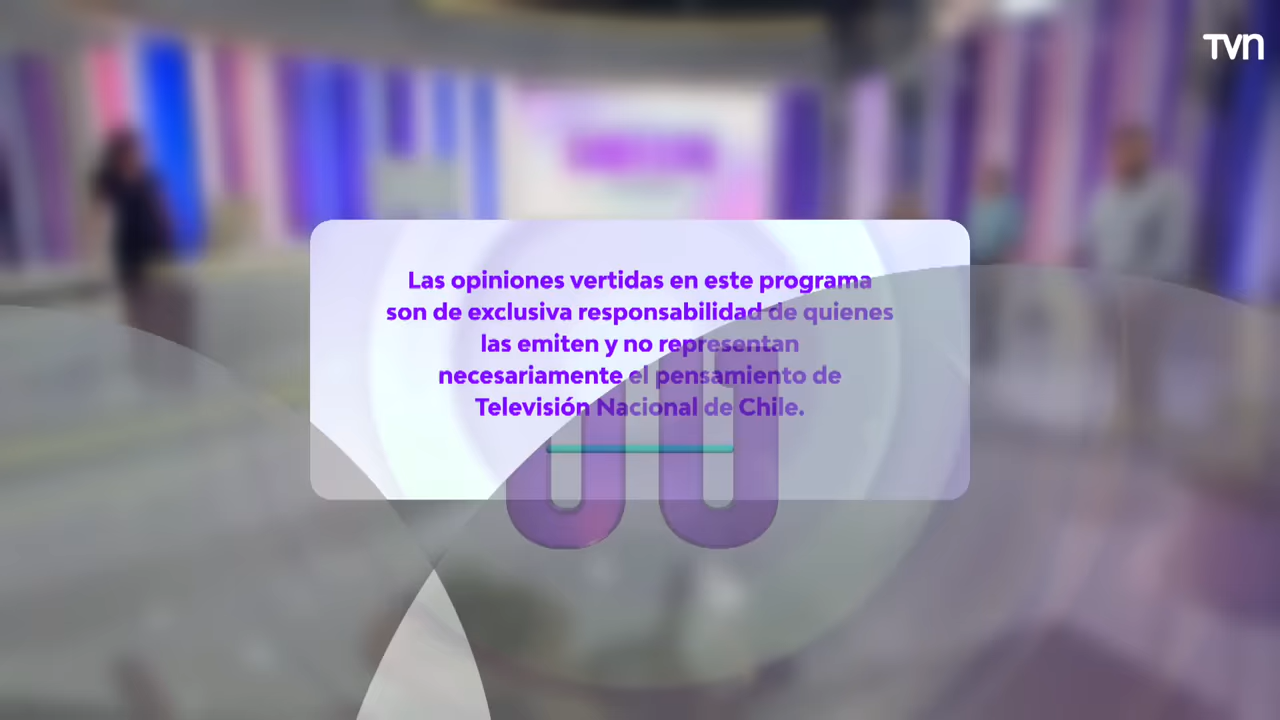 TVN
Las opiniones vertidas en este programa
son de exclusiva responsabilidad de quienes
las emiten y no representan
necesariamente el pensamiento de
Televisión Nacional de Chile.